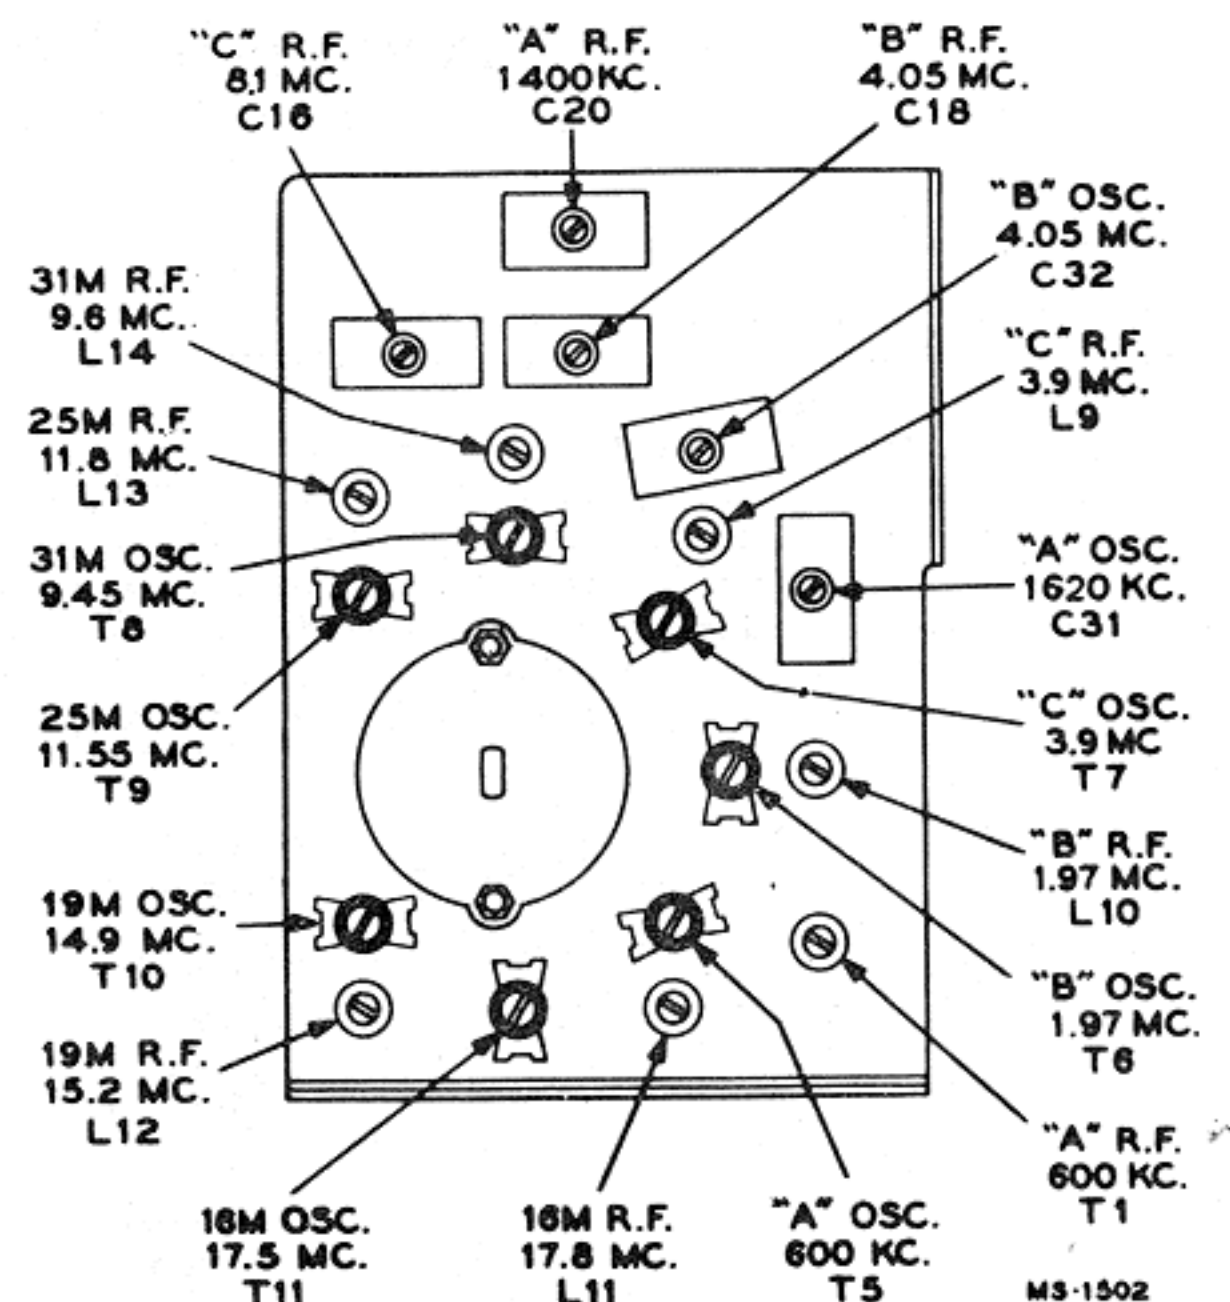 "C" R.F.
8.1 MC.
C16
"A" R.F.
1400 KC.
C20
"B" R.F.
4.05 MC.
C18
"B" OSC.
4.05 MC.
C32
31M R.F.
9.6 MC.
L14
"C" R.F.
3.9 MC.
L9
25M R.F.
11.8 MC.
L13
31M OSC.
9.45 MC.
T8
"A" OSC.
1620 KC.
C31
25M OSC.
11.55 MC.
T9
"C" OSC.
3.9 MC
T7
"B" R.F.
1.97 MC.
L10
19M OSC.
14.9 MC.
T10
"B" OSC.
1.97 MC.
T6
19M R.F.
15.2 MC.
L12
"A" R.F.
600 KC.
T1
16M OSC.
17.5 MC.
T11
16M R.F.
17.8 MC.
L11
"A" OSC.
600 KC.
T5
MS-1502